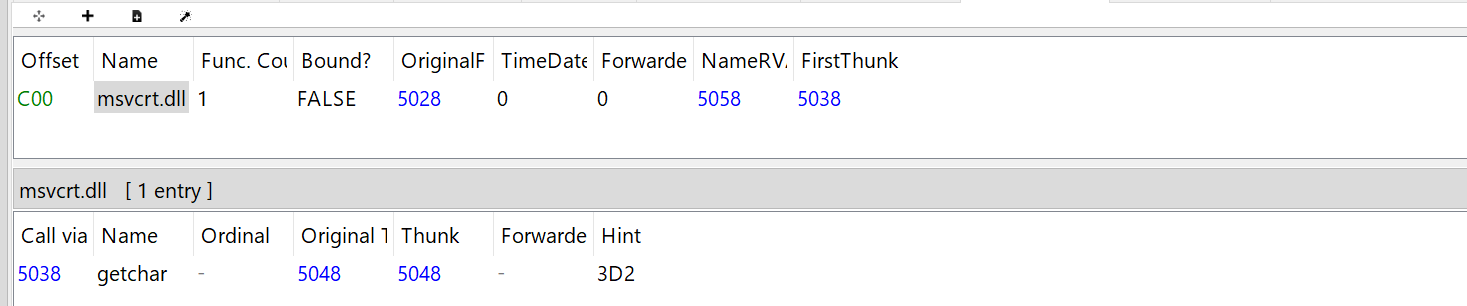 Offset Name Func. Cou Bound? OriginalF TimeDate Forwarde NameRVA FirstThunk
C00 msvcrt.dll 1 FALSE 5028 0 0 5058 5038
msvcrt.dll [ 1 entry ]
Call via Name Ordinal Original T Thunk Forwarde Hint
5038 getchar - 5048 5048 - 3D2